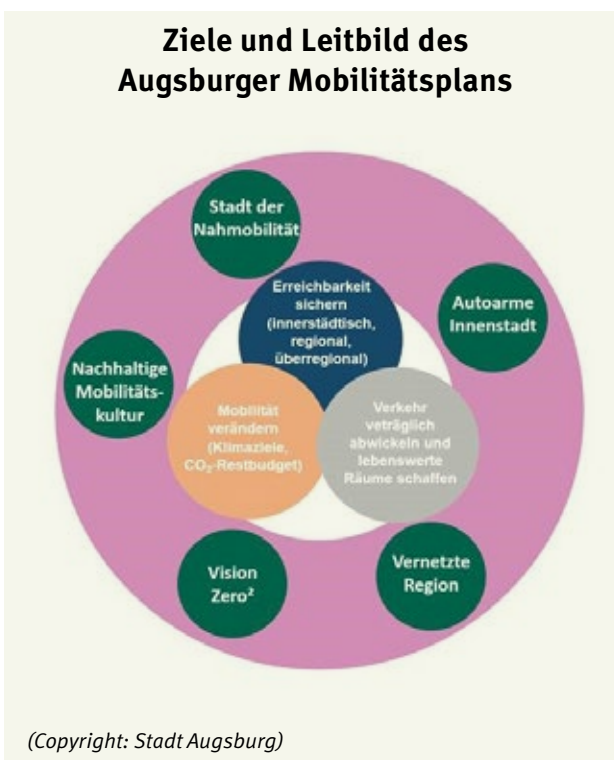 Ziele und Leitbild des
Augsburger Mobilitätsplans
Stadt der
Nahmobilität
Erreichbarkeit
sichern
(innerstädtisch,
regional,
überregional)
Autoarme
Innenstadt
Nachhaltige
Mobilitäts-
kultur
Mobilität
verändern
(Klimaziele,
CO₂-Restbudget)
Verkehr
veträglich
abwickeln und
lebenswerte
Räume schaffen
Vision
Zero²
Vernetzte
Region
(Copyright: Stadt Augsburg)